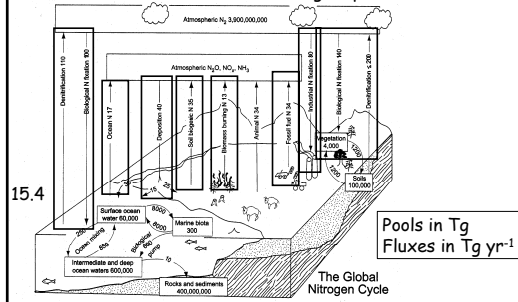 Atmospheric N₂ 3,900,000,000
Atmospheric N₂O, NOₓ, NH₃
Denitrification 110
Biological N fixation 100
Ocean N 17
Deposition 40
Soil biogenic N 35
Biomass burning N 13
Animal N 34
Fossil fuel N 34
Industrial N fixation 80
Biological N fixation 140
Denitrification ≤ 200
Vegetation
4,000
1200
1200
Soils
100,000
15.4
15
25
Surface ocean
water 60,000
8000
8000
Marine biota
300
Ocean mixing
850
Biological
pump
Intermediate and deep
ocean waters 600,000
10
Rocks and sediments
400,000,000
The Global
Nitrogen Cycle
Pools in Tg
Fluxes in Tg yr⁻¹